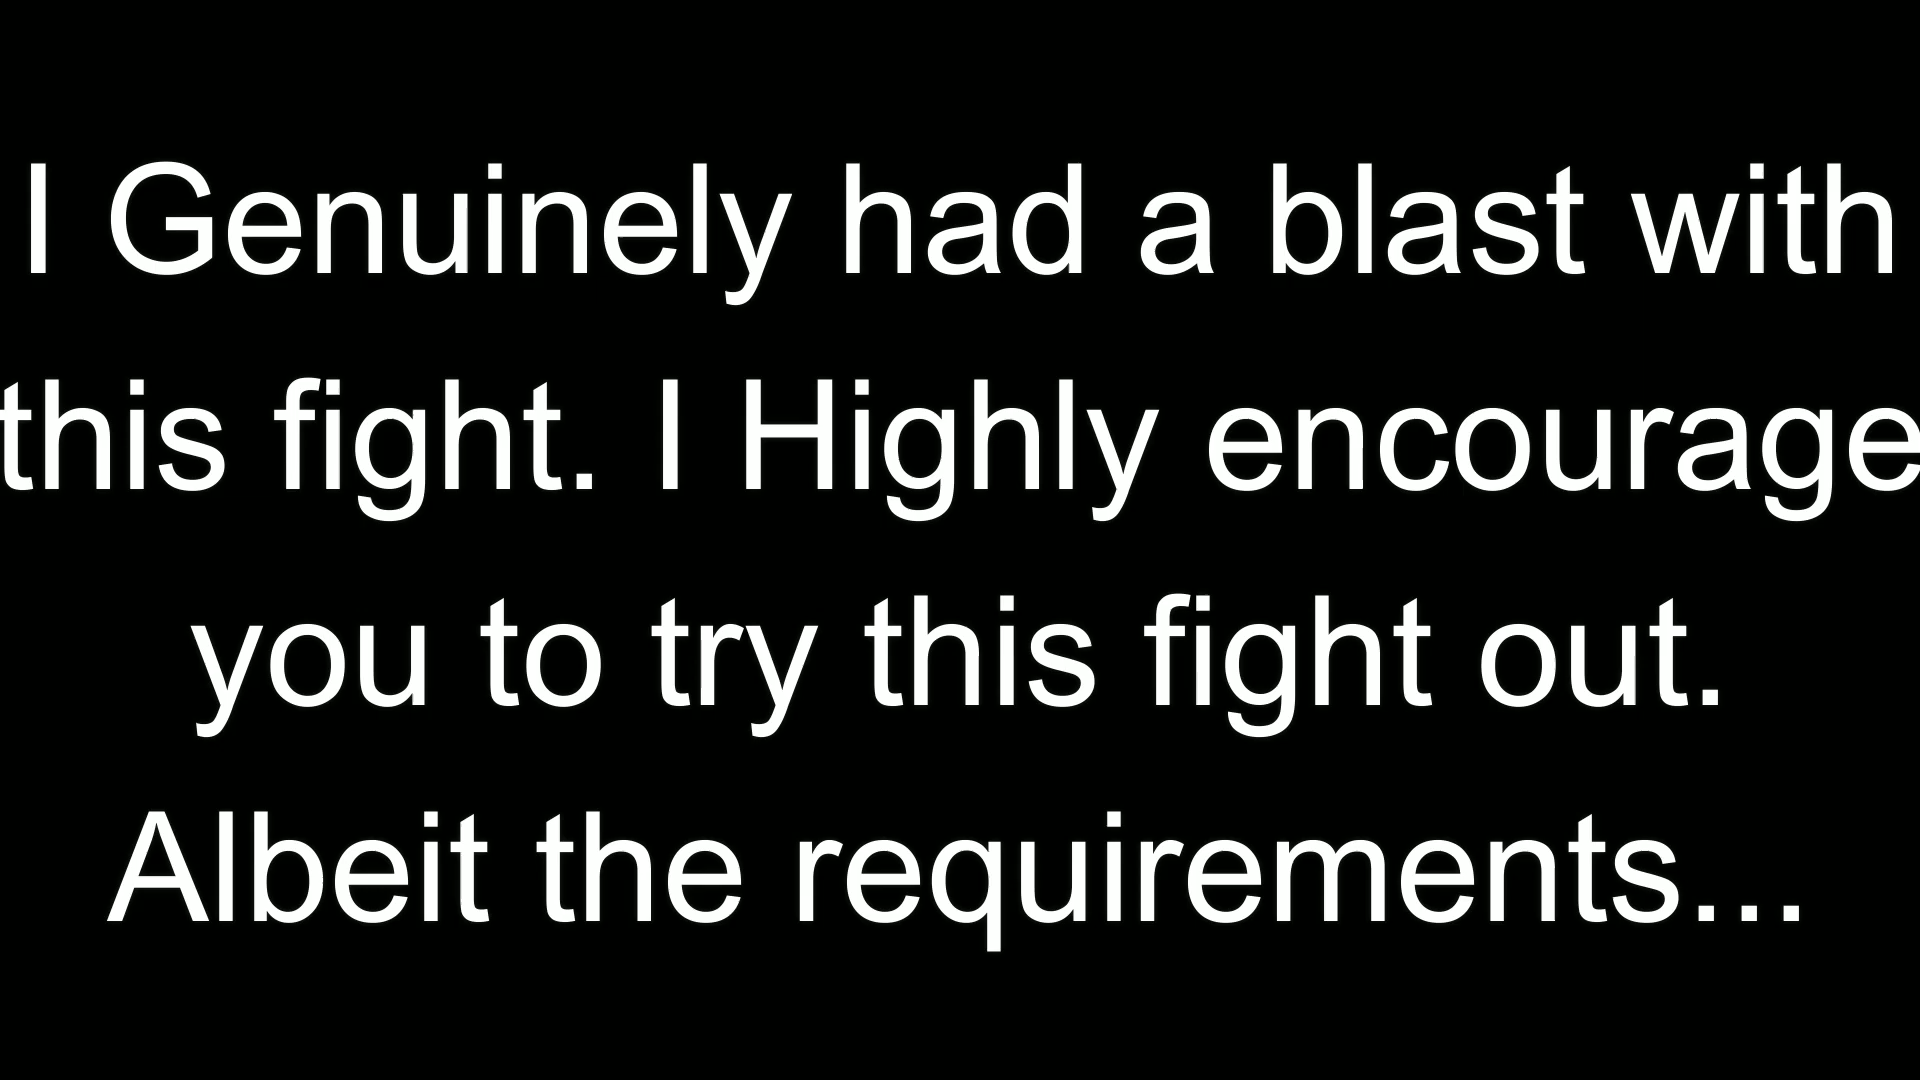 I Genuinely had a blast with
this fight. I Highly encourage
you to try this fight out.
Albeit the requirements...